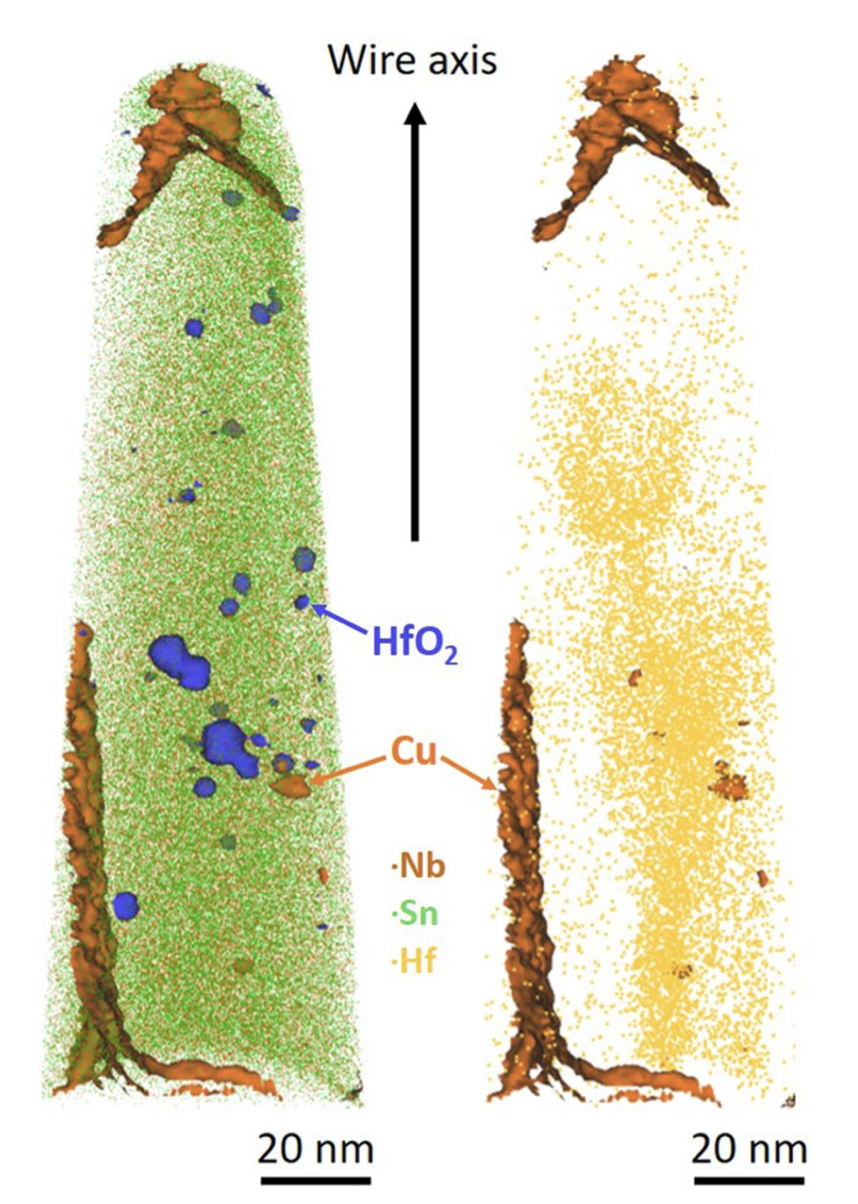 Wire axis
HfO₂
Cu
·Nb
·Sn
·Hf
20 nm
20 nm